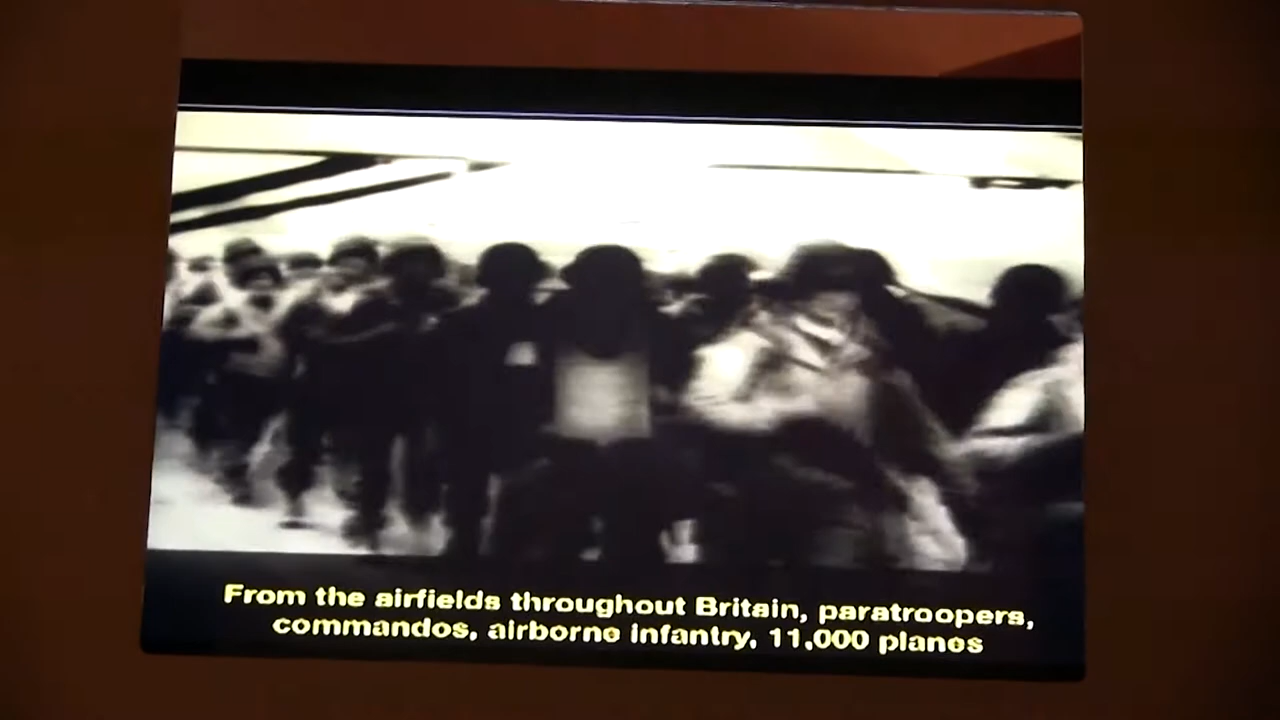 From the airfields throughout Britain, paratroopers,
commandos, airborne infantry, 11,000 planes